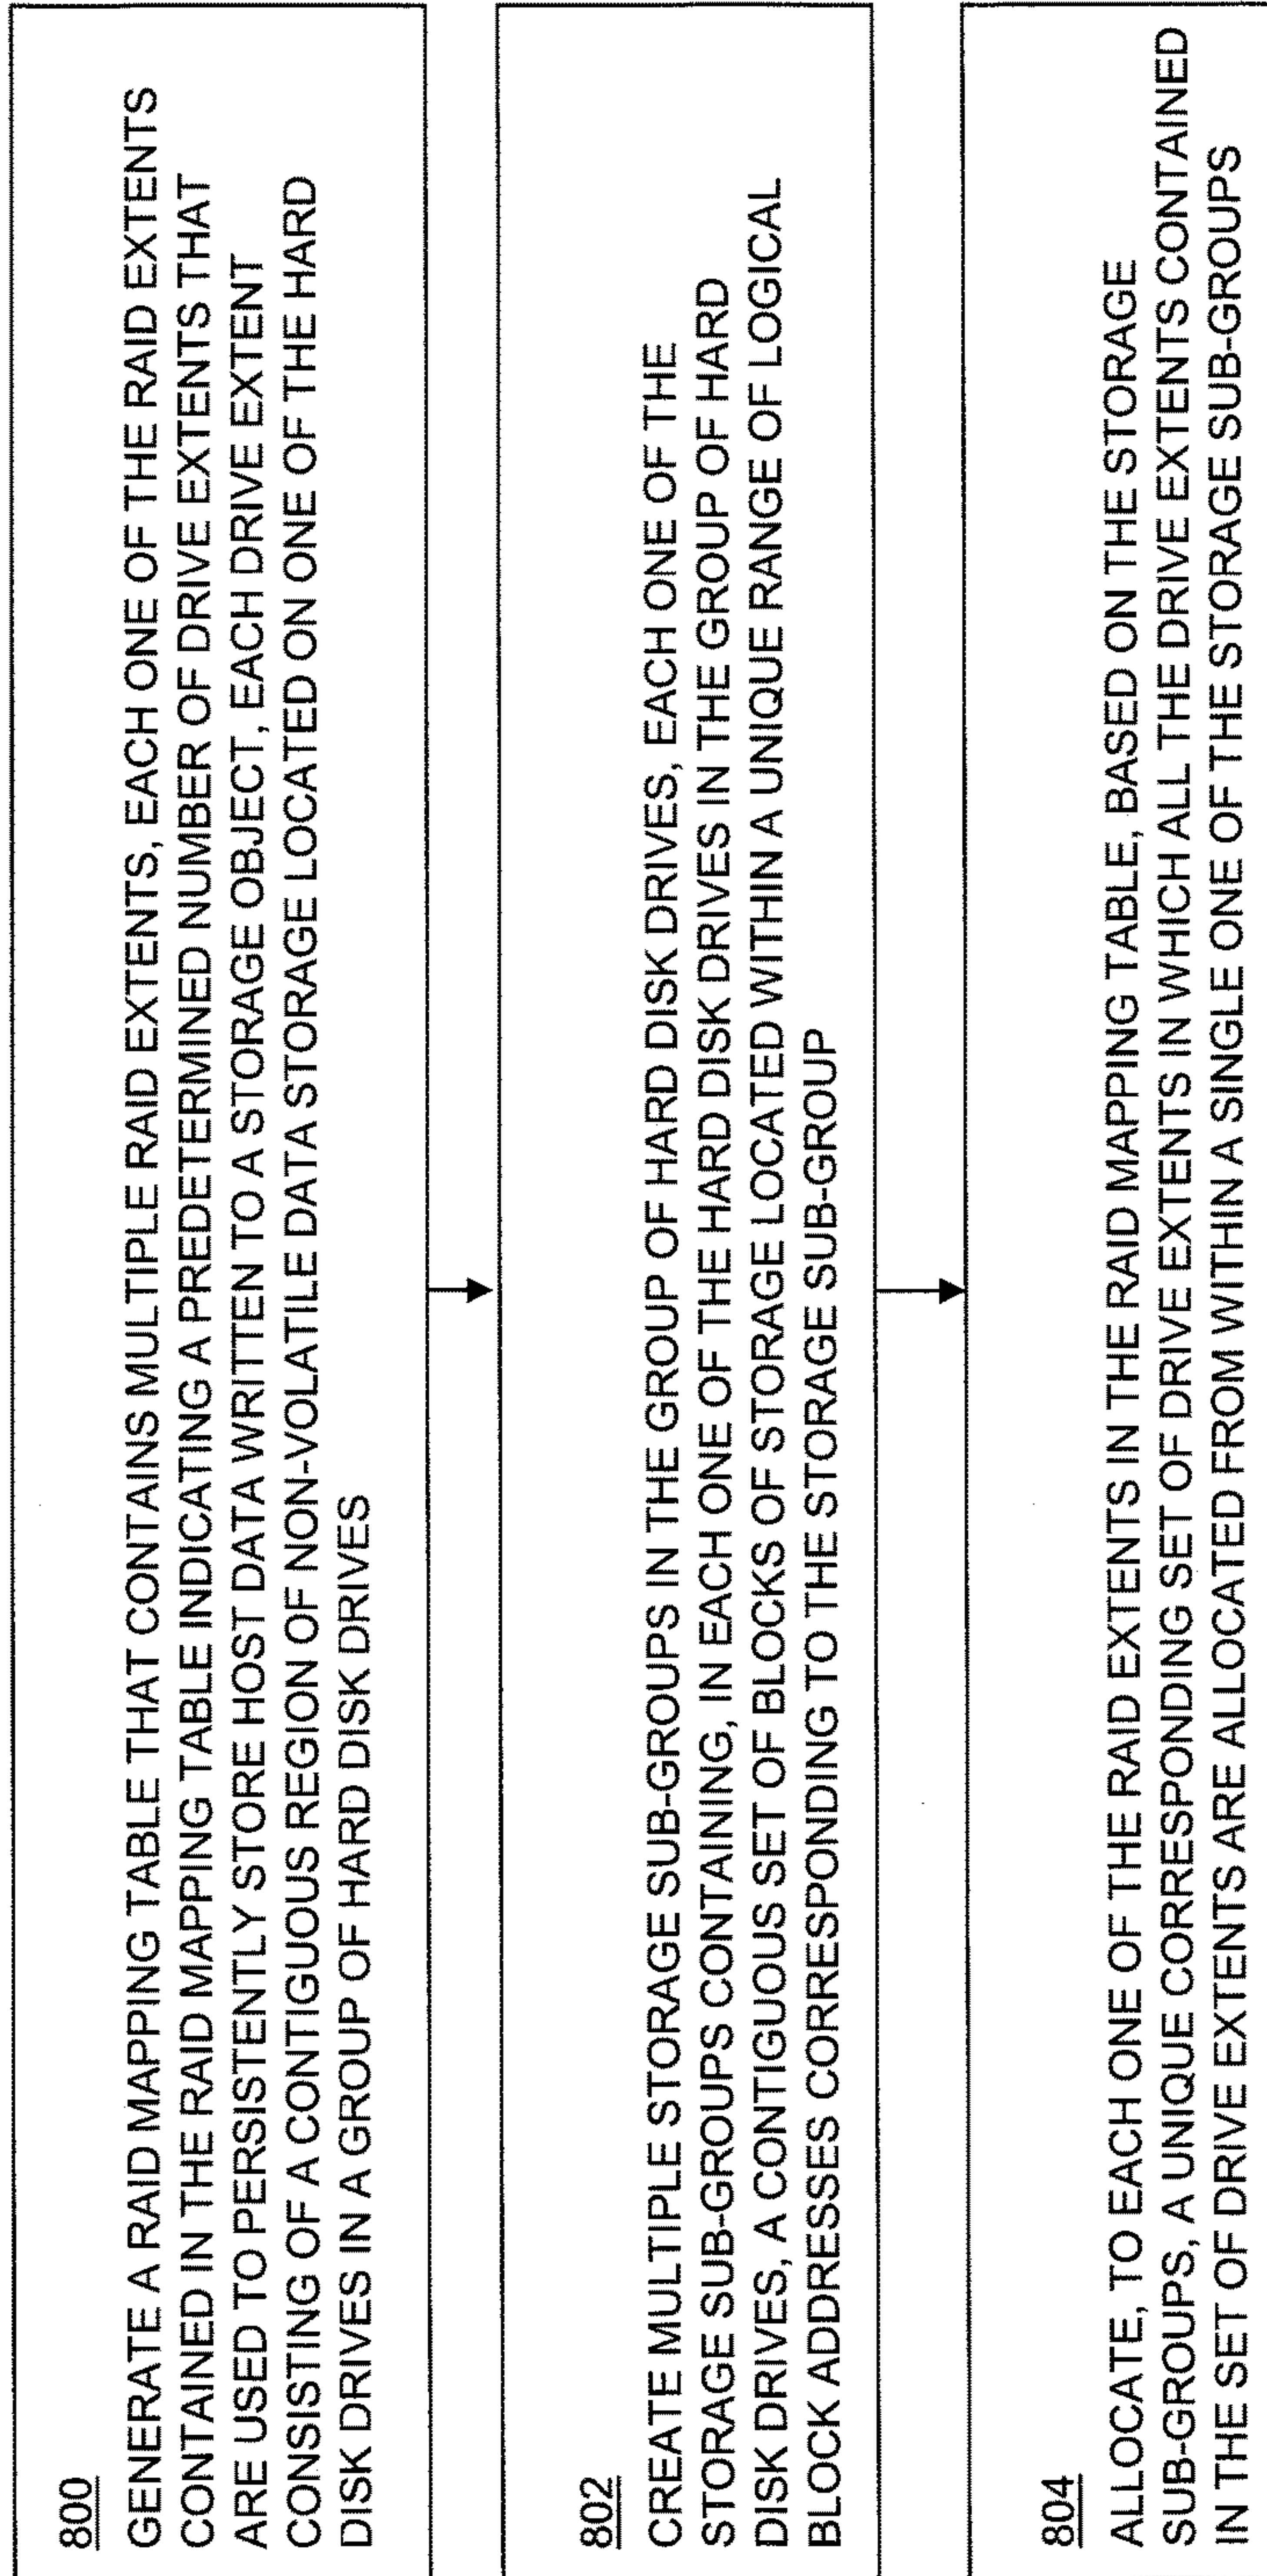 800
GENERATE A RAID MAPPING TABLE THAT CONTAINS MULTIPLE RAID EXTENTS, EACH ONE OF THE RAID EXTENTS
CONTAINED IN THE RAID MAPPING TABLE INDICATING A PREDETERMINED NUMBER OF DRIVE EXTENTS THAT
ARE USED TO PERSISTENTLY STORE HOST DATA WRITTEN TO A STORAGE OBJECT, EACH DRIVE EXTENT
CONSISTING OF A CONTIGUOUS REGION OF NON-VOLATILE DATA STORAGE LOCATED ON ONE OF THE HARD
DISK DRIVES IN A GROUP OF HARD DISK DRIVES
802
CREATE MULTIPLE STORAGE SUB-GROUPS IN THE GROUP OF HARD DISK DRIVES, EACH ONE OF THE
STORAGE SUB-GROUPS CONTAINING, IN EACH ONE OF THE HARD DISK DRIVES IN THE GROUP OF HARD
DISK DRIVES, A CONTIGUOUS SET OF BLOCKS OF STORAGE LOCATED WITHIN A UNIQUE RANGE OF LOGICAL
BLOCK ADDRESSES CORRESPONDING TO THE STORAGE SUB-GROUP
804
ALLOCATE, TO EACH ONE OF THE RAID EXTENTS IN THE RAID MAPPING TABLE, BASED ON THE STORAGE
SUB-GROUPS, A UNIQUE CORRESPONDING SET OF DRIVE EXTENTS IN WHICH ALL THE DRIVE EXTENTS CONTAINED
IN THE SET OF DRIVE EXTENTS ARE ALLOCATED FROM WITHIN A SINGLE ONE OF THE STORAGE SUB-GROUPS